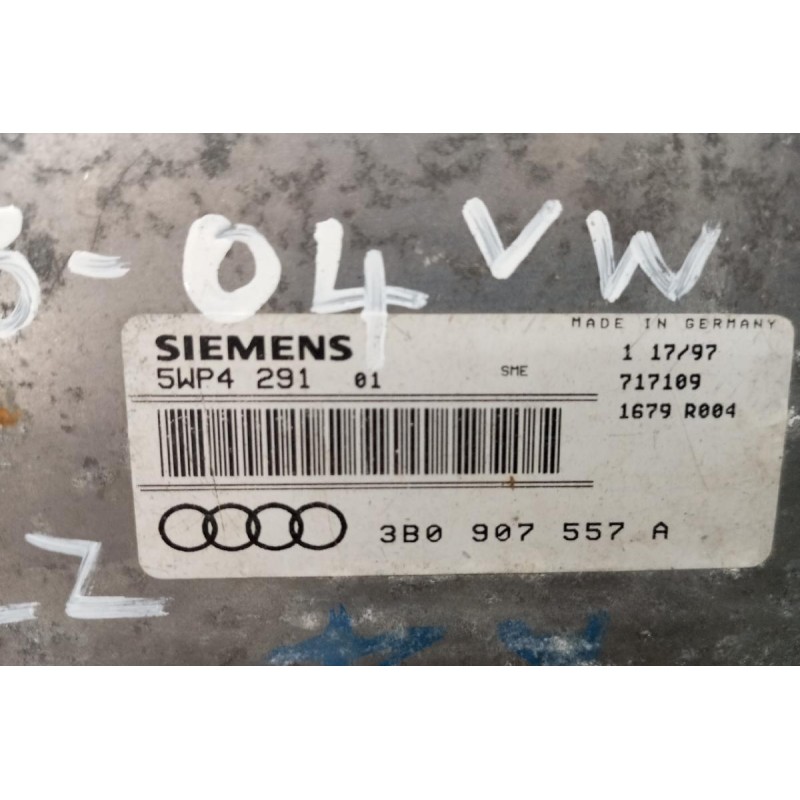 -04 VW
MADE IN GERMANY
SIEMENS
1 17/97
5WP4 291 01
SME
717109
1679 R004
3B0 907 557 A